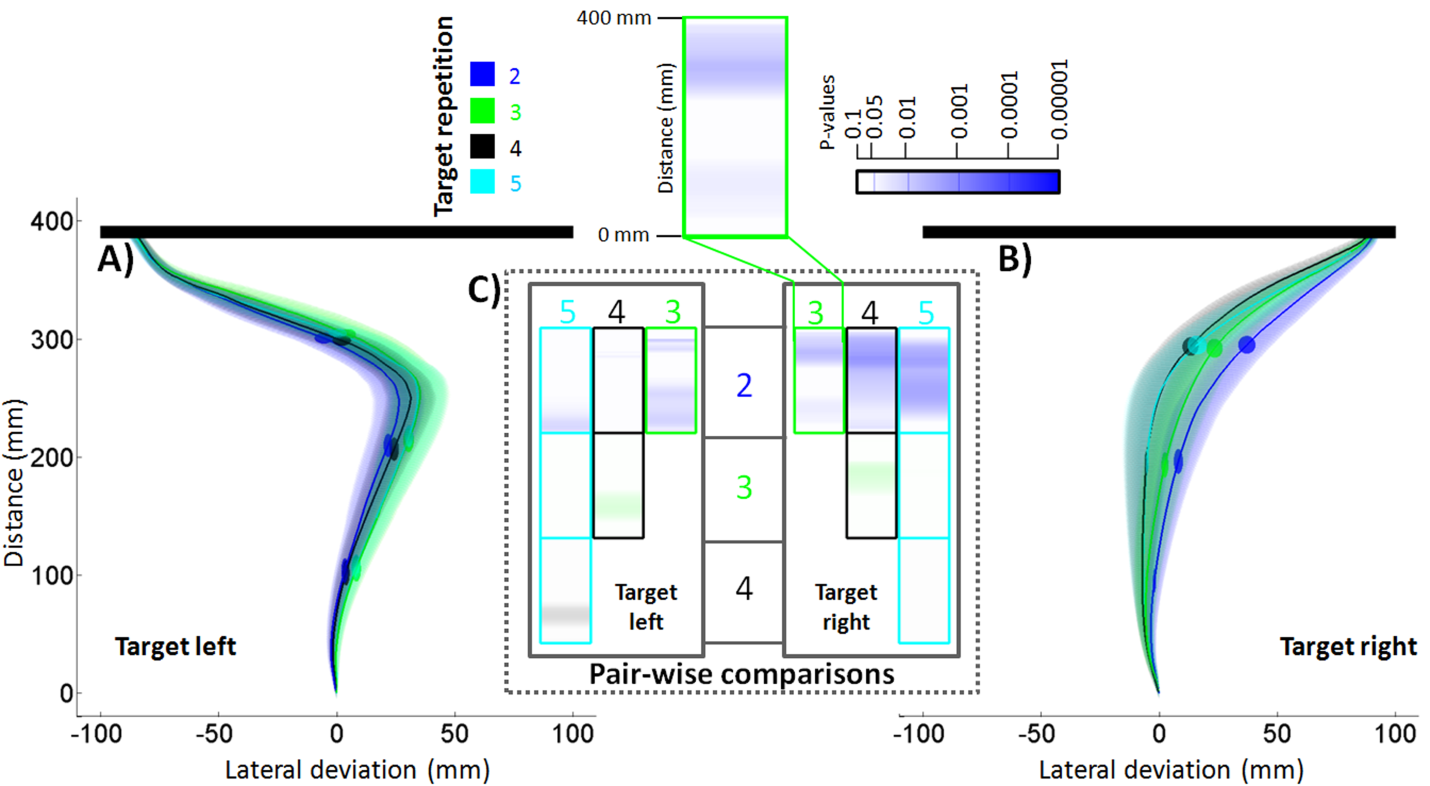 Target repetition
2
3
4
5
400 mm
Distance (mm)
0 mm
P-values
0.1
0.05
0.01
0.001
0.0001
0.00001
A)
400
300
200
100
0
Distance (mm)
-100 -50 0 50 100
Lateral deviation (mm)
Target left
C)
5 4 3
3 4 5
2
3
4
Target
left
Target
right
Pair-wise comparisons
B)
Target right
-100 -50 0 50 100
Lateral deviation (mm)